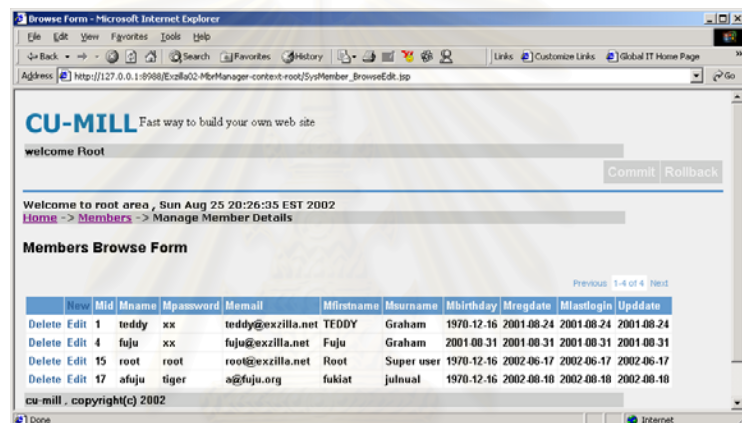 Browse Form - Microsoft Internet Explorer
File Edit View Favorites Tools Help
Back Search Favorites History Links Customize Links Global IT Home Page
Address http://127.0.0.1:8988/Exzilla02-MbrManager-context-root/SysMember_BrowseEdit.jsp Go
CU-MILL Fast way to build your own web site
welcome Root
Commit Rollback
Welcome to root area , Sun Aug 25 20:26:35 EST 2002
Home -> Members -> Manage Member Details
Members Browse Form
Previous 1-4 of 4 Next
New Mid Mname Mpassword Memail Mfirstname Msurname Mbirthday Mregdate Mlastlogin Upddate
Delete Edit 1 teddy xx teddy@exzilla.net TEDDY Graham 1970-12-16 2001-08-24 2001-08-24 2001-08-24
Delete Edit 4 fuju xx fuju@exzilla.net Fuju Graham 2001-08-31 2001-08-31 2001-08-31 2001-08-31
Delete Edit 15 root root root@exzilla.net Root Super user 1970-12-16 2002-06-17 2002-06-17 2002-06-17
Delete Edit 17 afuju tiger a@fuju.org fukiat julnual 1970-12-16 2002-08-18 2002-08-18 2002-08-18
cu-mill , copyright(c) 2002
Done Internet